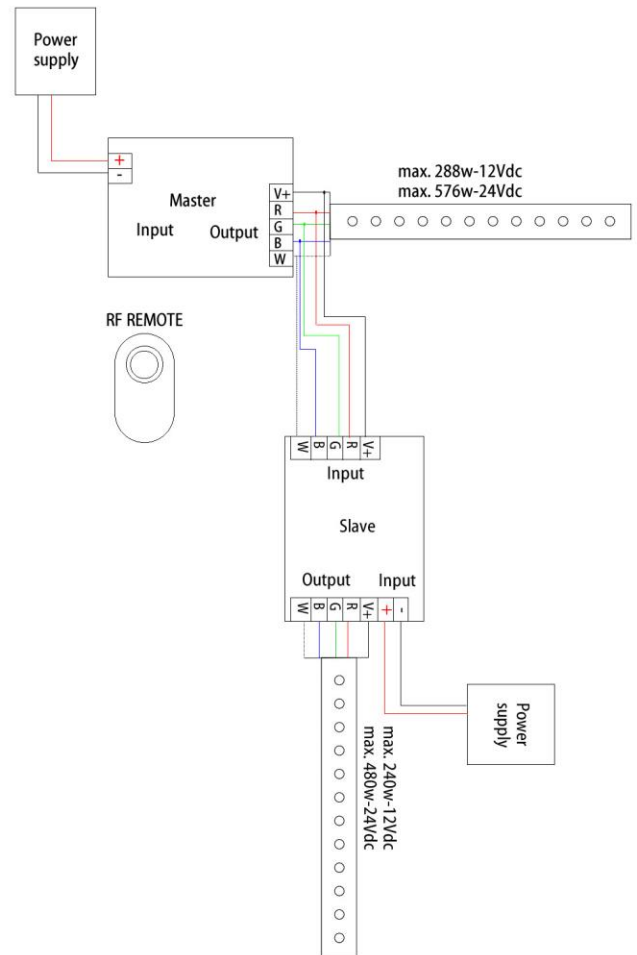 Power
supply
+
-
Master
Input
Output
V+
R
G
B
W
max. 288w-12Vdc
max. 576w-24Vdc
RF REMOTE
W B G R V+
Input
Slave
Output
Input
W B G R V+ + -
max. 240w-12Vdc
max. 480w-24Vdc
Power
supply